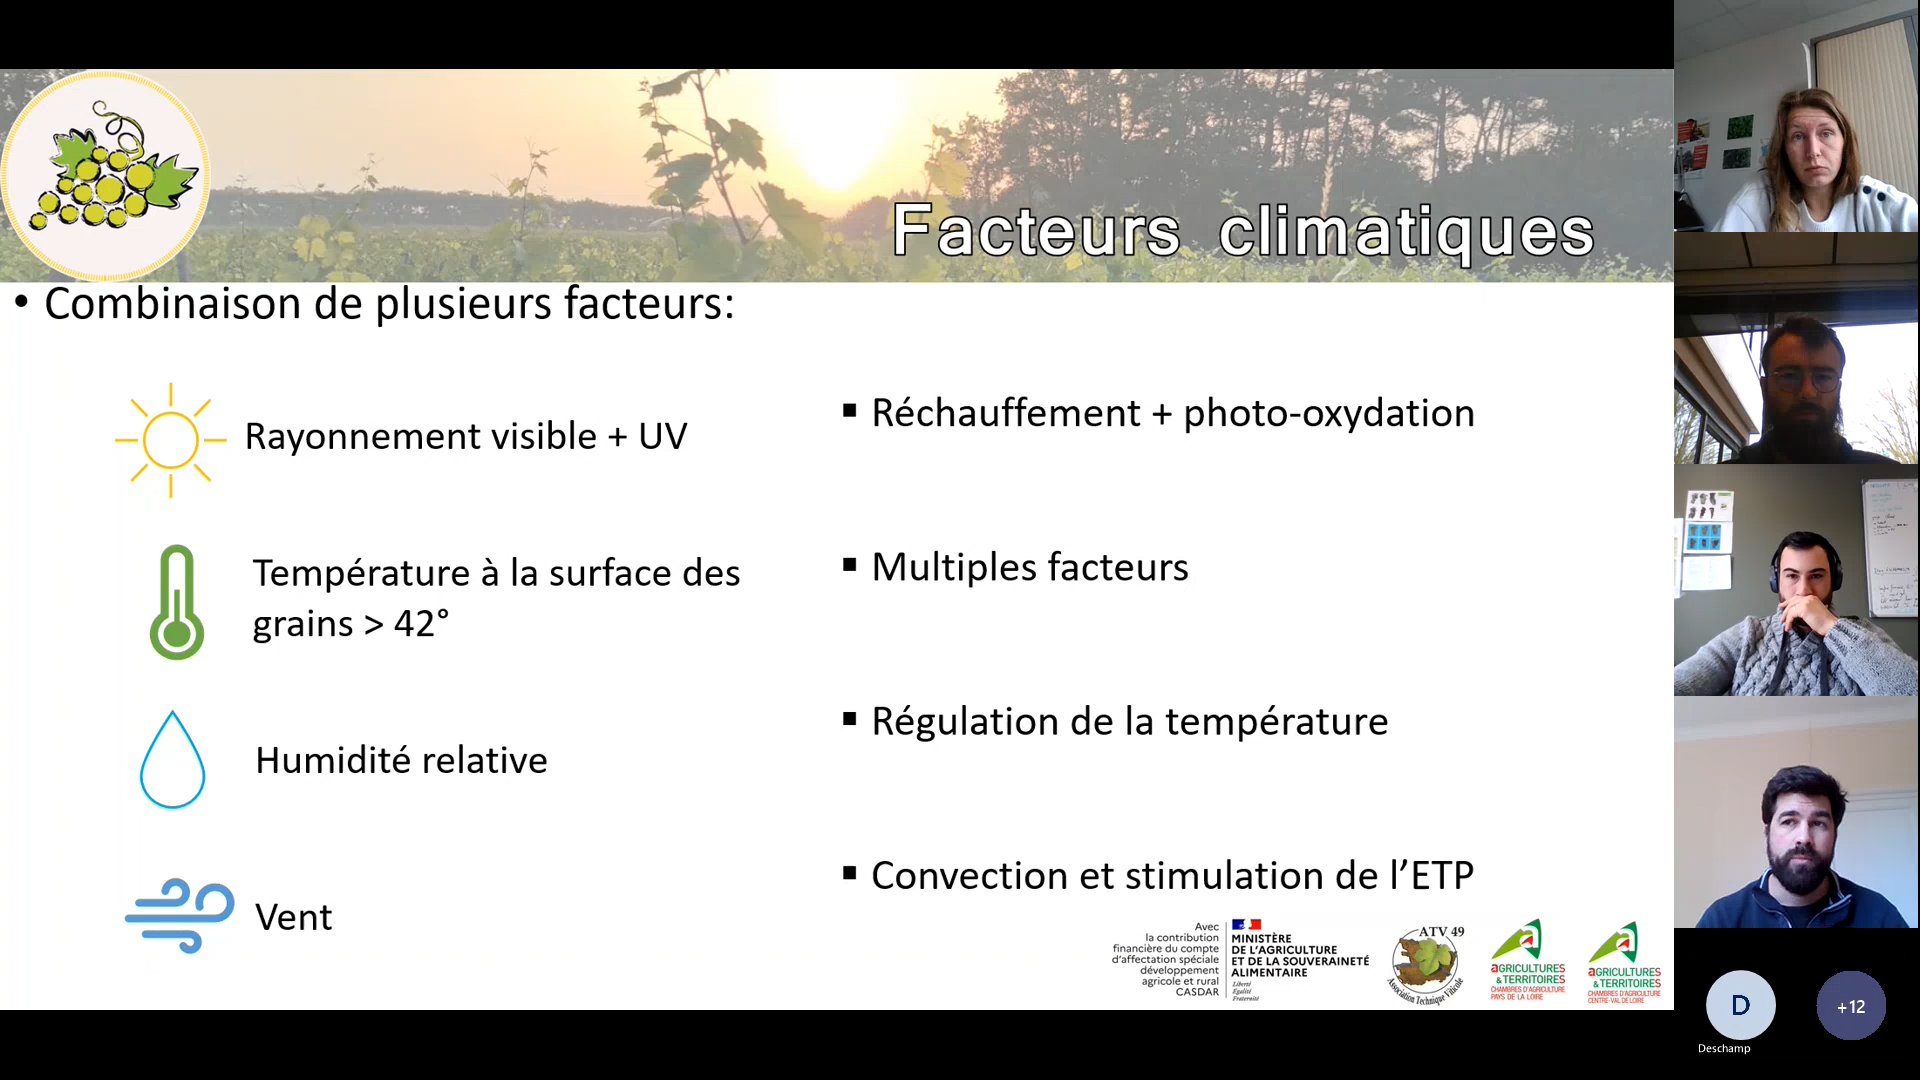 Facteurs climatiques
• Combinaison de plusieurs facteurs:
Rayonnement visible + UV
▪ Réchauffement + photo-oxydation
Température à la surface des
grains > 42°
▪ Multiples facteurs
Humidité relative
▪ Régulation de la température
Vent
▪ Convection et stimulation de l’ETP
Avec
la contribution
financière du compte
d’affectation spéciale
développement
agricole et rural
CASDAR
MINISTÈRE
DE L’AGRICULTURE
ET DE LA SOUVERAINETÉ
ALIMENTAIRE
Liberté
Égalité
Fraternité
ATV 49
Association Technique Viticole
AGRICULTURES
& TERRITOIRES
CHAMBRES D’AGRICULTURE
PAYS DE LA LOIRE
AGRICULTURES
& TERRITOIRES
CHAMBRES D’AGRICULTURE
CENTRE-VAL DE LOIRE
D
+12
Deschamp